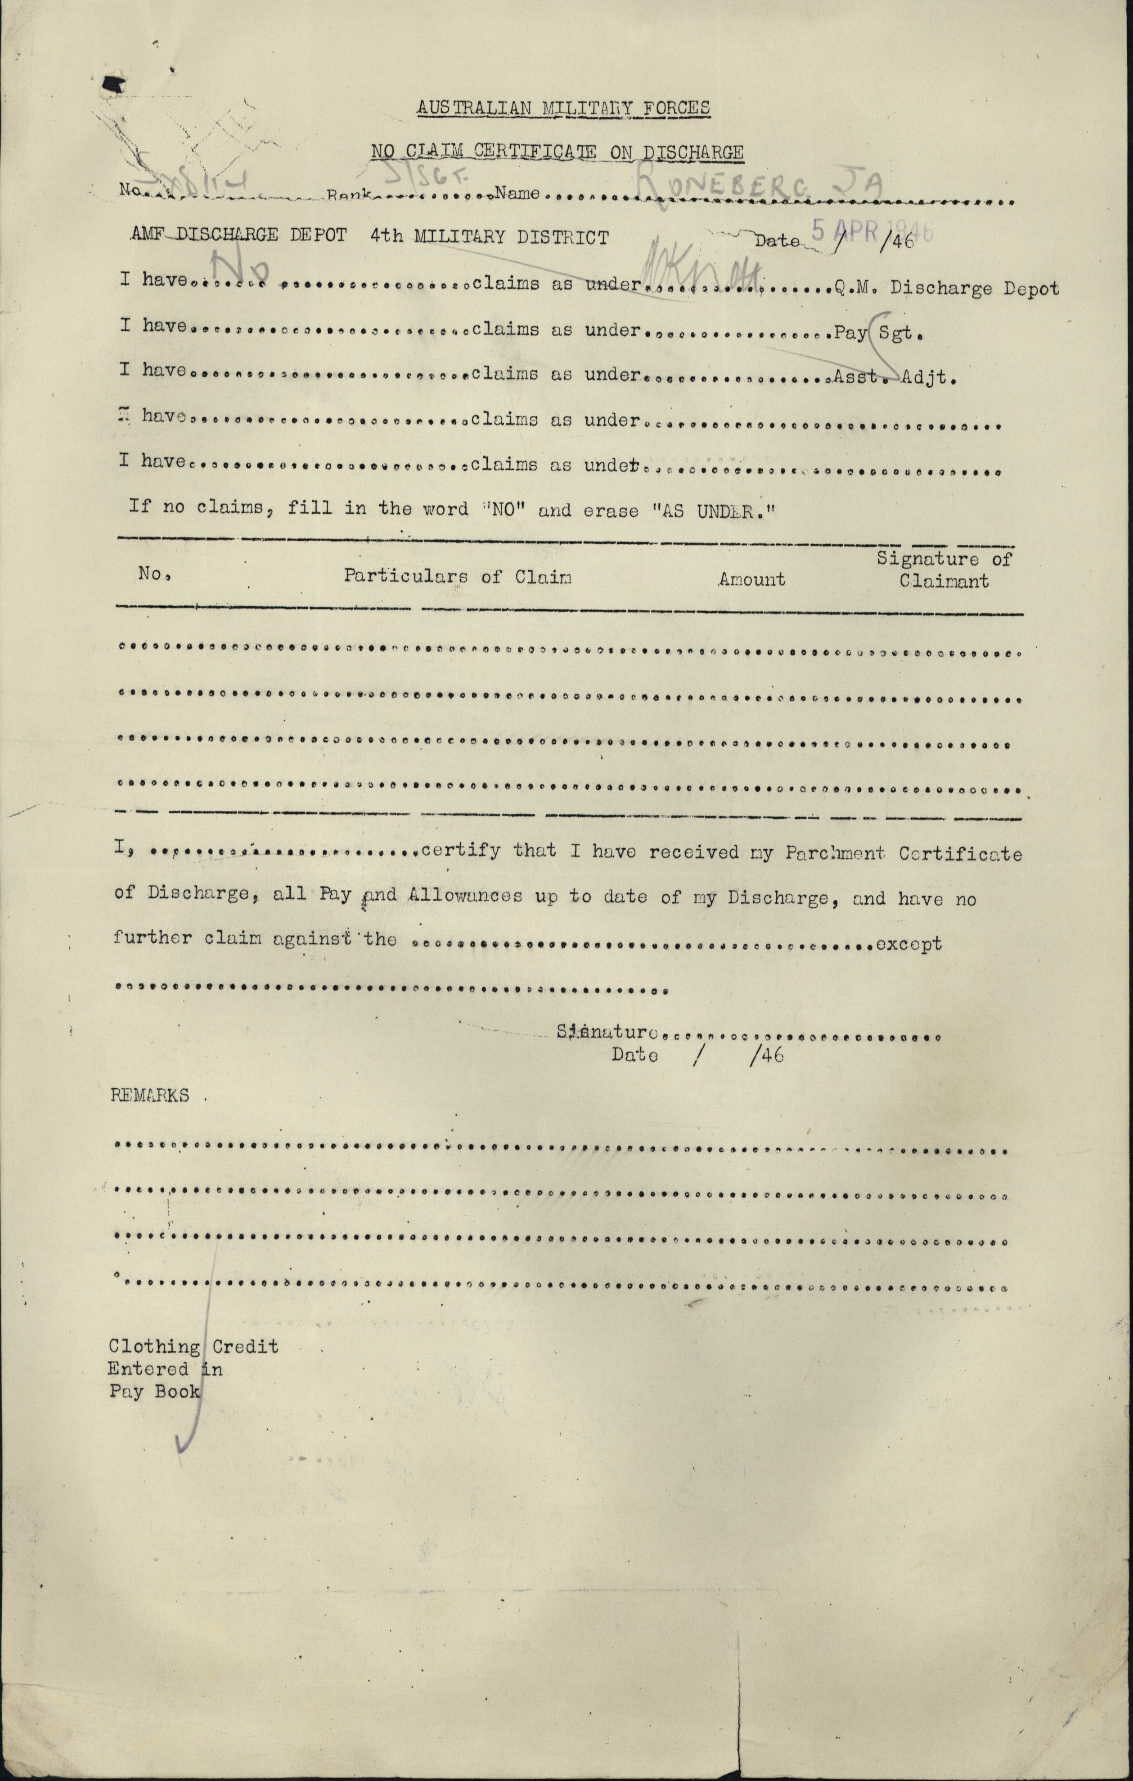 AUSTRALIAN MILITARY FORCES
NO CLAIM CERTIFICATE ON DISCHARGE
No.............Rank.............Name RONEBERG JA
AMF DISCHARGE DEPOT 4th MILITARY DISTRICT Date 5 APR 1946 / /46
I have No claims as under....................Q.M. Discharge Depot
I have..............................claims as under....................Pay Sgt.
I have..............................claims as under....................Asst. Adjt.
I have..............................claims as under.......................................
I have..............................claims as under.......................................
If no claims, fill in the word "NO" and erase "AS UNDER."
Signature of
No. Particulars of Claim Amount Claimant
I, .............................certify that I have received my Parchment Certificate
of Discharge, all Pay and Allowances up to date of my Discharge, and have no
further claim against the ..................................................except
............................................................
Signature..............................
Date / /46
REMARKS .
Clothing Credit
Entered in
Pay Book